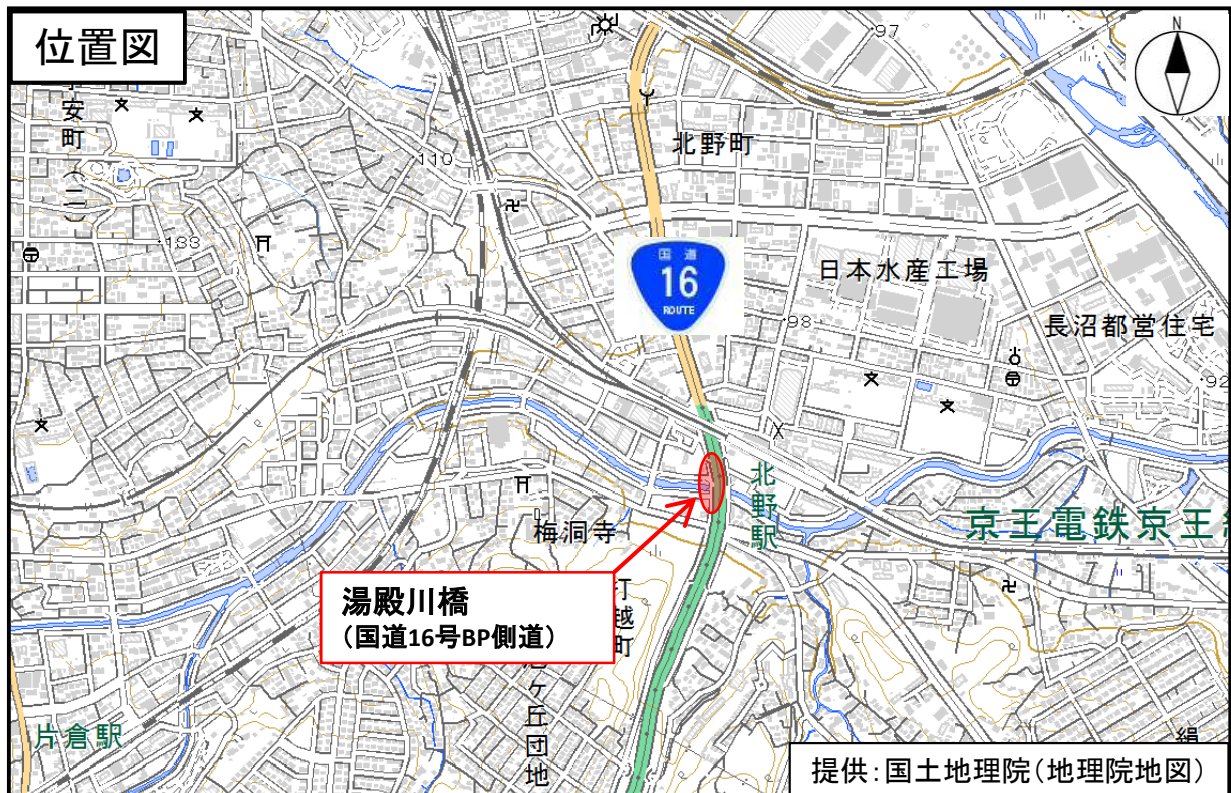 位置図
N
97
子安町(二)
北野町
110
183
国道
16
ROUTE
日本水産工場
98
長沼都営住宅
92
北野駅
京王電鉄京王
梅洞寺
湯殿川橋
(国道16号BP側道)
打越町
ヶ丘団地
片倉駅
絹
提供:国土地理院(地理院地図)